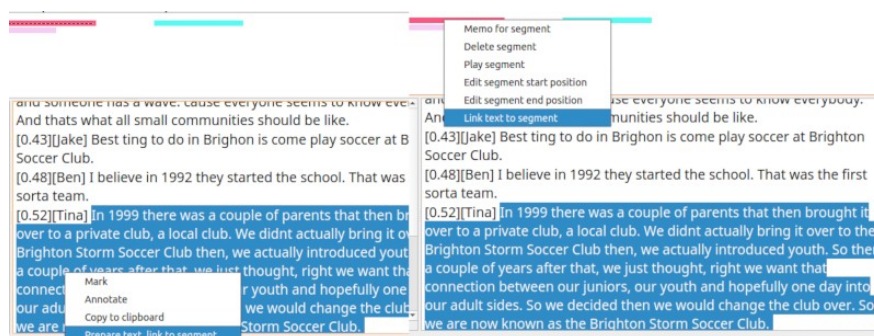 and someone has a wave. cause everyone seems to know
And thats what all small communities should be like.
[0.43][Jake] Best ting to do in Brighon is come play soccer at B
Soccer Club.
[0.48][Ben] I believe in 1992 they started the school. That was
sorta team.
[0.52][Tina] In 1999 there was a couple of parents that then br
over to a private club, a local club. We didnt actually bring it ov
Brighton Storm Soccer Club then, we actually introduced yout
a couple of years after that, we just thought, right we want tha
connect r youth and hopefully one
our adu we would change the club
we are Storm Soccer Club.
Mark
Annotate
Copy to clipboard
Prepare text_link to segment
Memo for segment
Delete segment
Play segment
Edit segment start position
Edit segment end position
Link text to segment
use everyone seems to know everybody.
munities should be like.
[0.43][Jake] Best ting to do in Brighon is come play soccer at Brighton
Soccer Club.
[0.48][Ben] I believe in 1992 they started the school. That was the first
sorta team.
[0.52][Tina] In 1999 there was a couple of parents that then brought it
over to a private club, a local club. We didnt actually bring it over to the
Brighton Storm Soccer Club then, we actually introduced youth. So the
a couple of years after that, we just thought, right we want that
connection between our juniors, our youth and hopefully one day into
our adult sides. So we decided then we would change the club over. So
we are now known as the Brighton Storm Soccer Club.